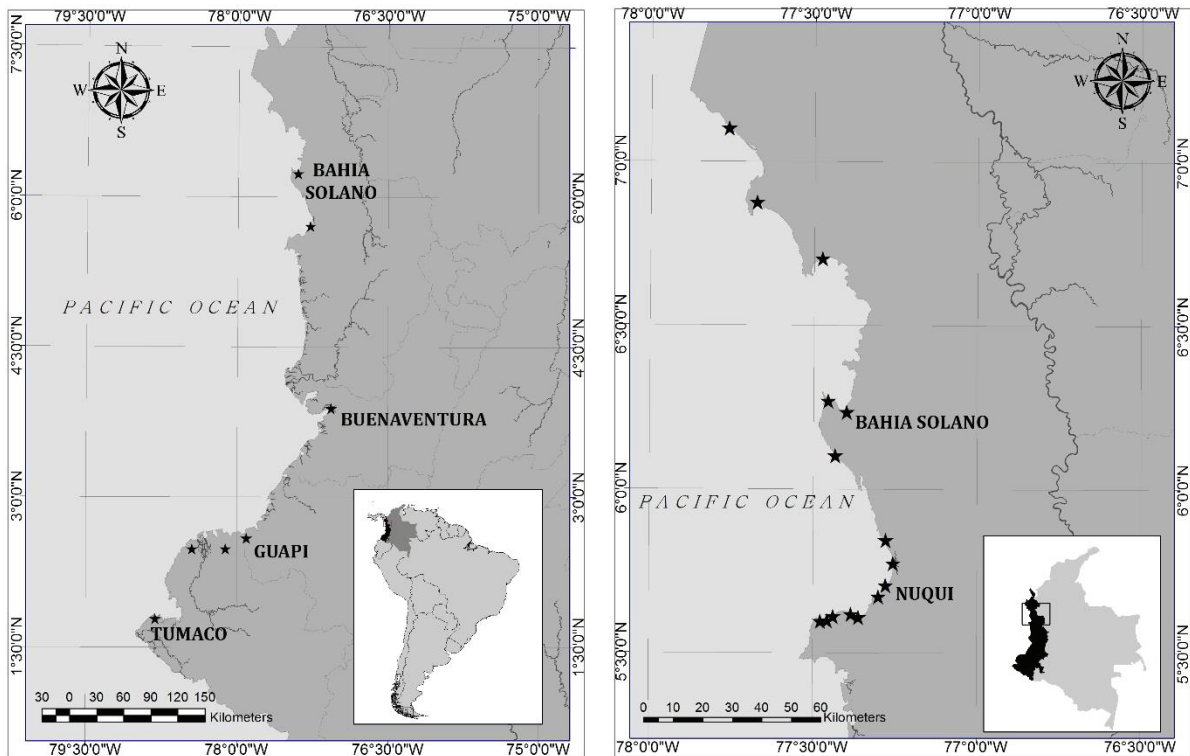 79°30'0"W 78°0'0"W 76°30'0"W 75°0'0"W
7°30'0"N
N
W E
S
BAHIA
SOLANO
6°0'0"N
6°0'0"N
PACIFIC OCEAN
4°30'0"N
4°30'0"N
BUENAVENTURA
3°0'0"N
3°0'0"N
GUAPI
TUMACO
1°30'0"N
1°30'0"N
30 0 30 60 90 120 150
Kilometers
79°30'0"W 78°0'0"W 76°30'0"W 75°0'0"W
78°0'0"W 77°30'0"W 77°0'0"W 76°30'0"W
N
W E
S
7°0'0"N
7°0'0"N
6°30'0"N
6°30'0"N
BAHIA SOLANO
6°0'0"N
6°0'0"N
PACIFIC OCEAN
NUQUI
5°30'0"N
5°30'0"N
0 5 10 20 30 40 50 60
Kilometers
78°0'0"W 77°30'0"W 77°0'0"W 76°30'0"W